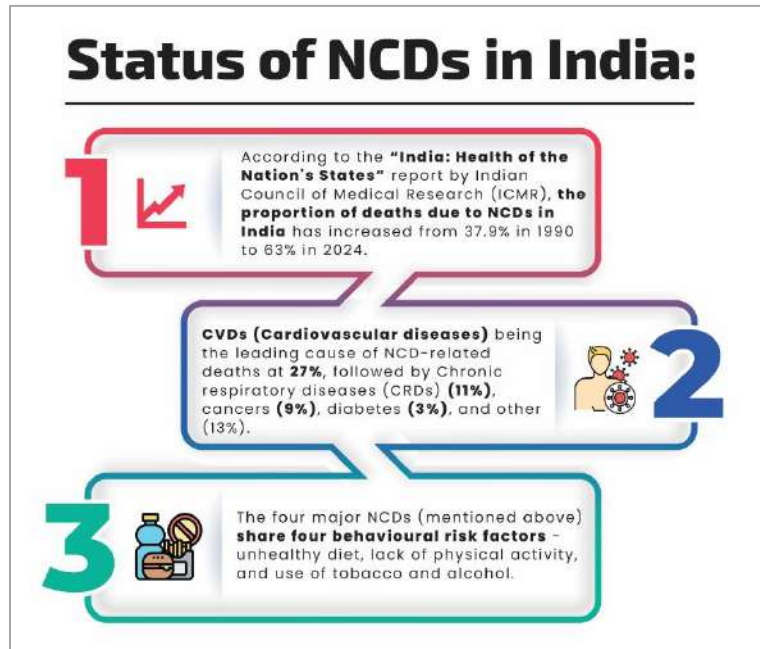 Status of NCDs in India:
1
According to the "India: Health of the
Nation's States" report by Indian
Council of Medical Research (ICMR), the
proportion of deaths due to NCDs in
India has increased from 37.9% in 1990
to 63% in 2024.
CVDs (Cardiovascular diseases) being
the leading cause of NCD-related
deaths at 27%, followed by Chronic
respiratory diseases (CRDs) (11%),
cancers (9%), diabetes (3%), and other
(13%).
2
3
The four major NCDs (mentioned above)
share four behavioural risk factors -
unhealthy diet, lack of physical activity,
and use of tobacco and alcohol.